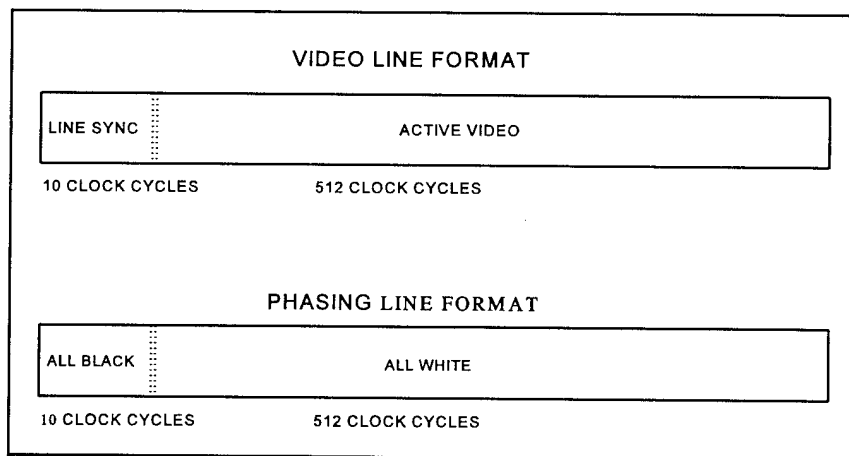 VIDEO LINE FORMAT
LINE SYNC ACTIVE VIDEO
10 CLOCK CYCLES 512 CLOCK CYCLES
PHASING LINE FORMAT
ALL BLACK ALL WHITE
10 CLOCK CYCLES 512 CLOCK CYCLES